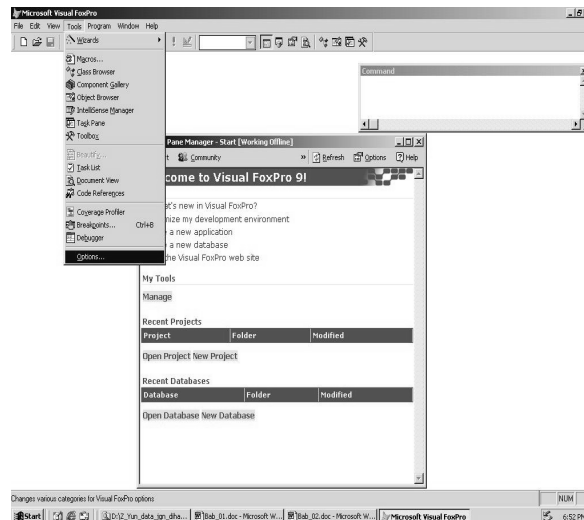 Microsoft Visual FoxPro
File Edit View Tools Program Window Help
Wizards
Macros...
Class Browser
Component Gallery
Object Browser
IntelliSense Manager
Task Pane
Toolbox
Beautify...
Task List
Document View
Code References
Coverage Profiler
Breakpoints... Ctrl+B
Debugger
Options...
Command
Pane Manager - Start [Working Offline]
t Community » Refresh Options Help
come to Visual FoxPro 9!
at's new in Visual FoxPro?
mize my development environment
a new application
a new database
the Visual FoxPro web site
My Tools
Manage
Recent Projects
Project Folder Modified
Open Project New Project
Recent Databases
Database Folder Modified
Open Database New Database
Changes various categories for Visual FoxPro options NUM
Start D:\Z_Yun_data_jgn_diha... Bab_01.doc - Microsoft W... Bab_02.doc - Microsoft W... Microsoft Visual FoxPro 6:52 PM